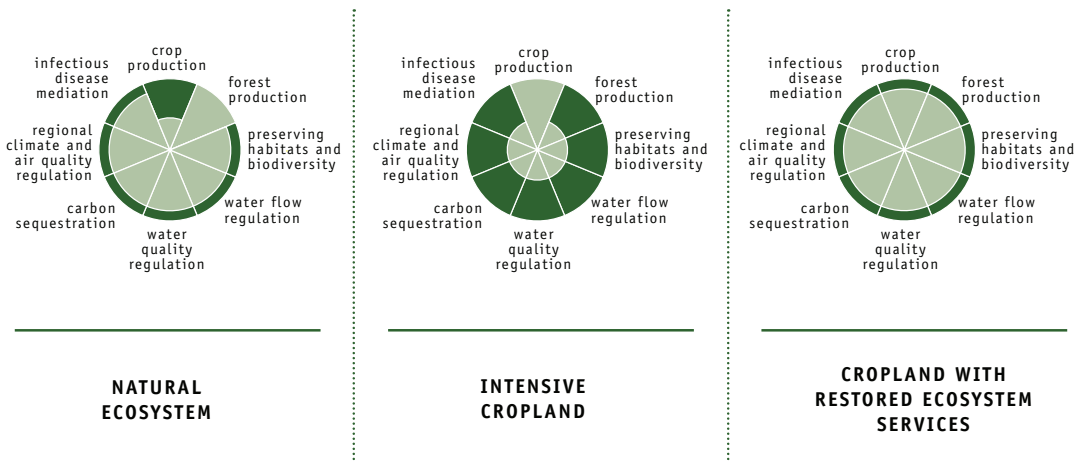 crop
production
forest
production
preserving
habitats and
biodiversity
water flow
regulation
water
quality
regulation
carbon
sequestration
regional
climate and
air quality
regulation
infectious
disease
mediation
NATURAL
ECOSYSTEM
crop
production
forest
production
preserving
habitats and
biodiversity
water flow
regulation
water
quality
regulation
carbon
sequestration
regional
climate and
air quality
regulation
infectious
disease
mediation
INTENSIVE
CROPLAND
crop
production
forest
production
preserving
habitats and
biodiversity
water flow
regulation
water
quality
regulation
carbon
sequestration
regional
climate and
air quality
regulation
infectious
disease
mediation
CROPLAND WITH
RESTORED ECOSYSTEM
SERVICES